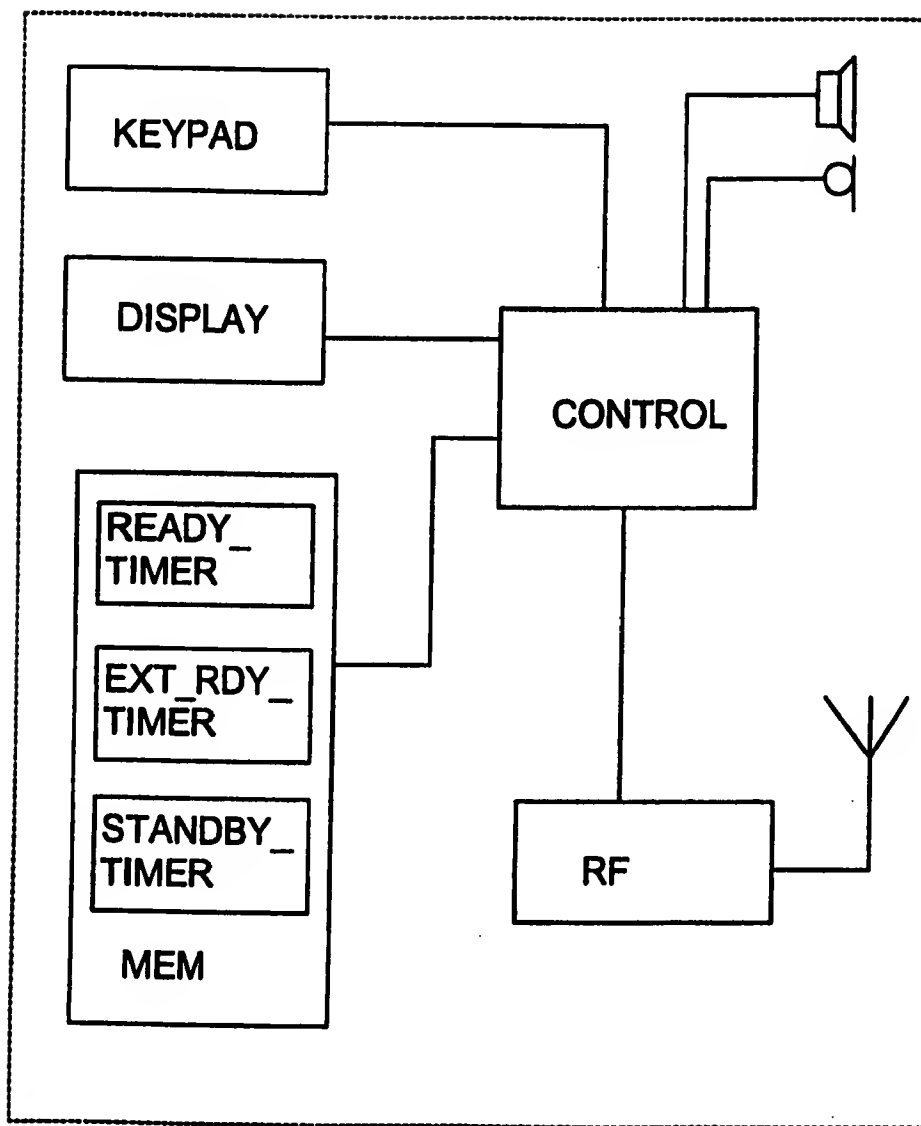 KEYPAD
DISPLAY
CONTROL
READY_
TIMER
EXT_RDY_
TIMER
STANDBY_
TIMER
MEM
RF